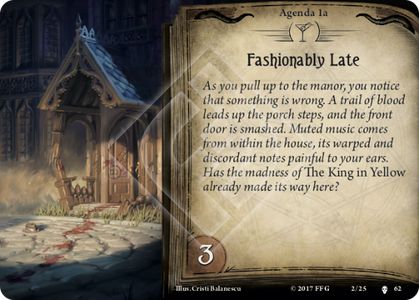 Agenda 1a
Fashionably Late
As you pull up to the manor, you notice
that something is wrong. A trail of blood
leads up the porch steps, and the front
door is smashed. Muted music comes
from within the house, its warped and
discordant notes painful to your ears.
Has the madness of The King in Yellow
already made its way here?
3
Illus. Cristi Balanescu
© 2017 FFG
2/25
62